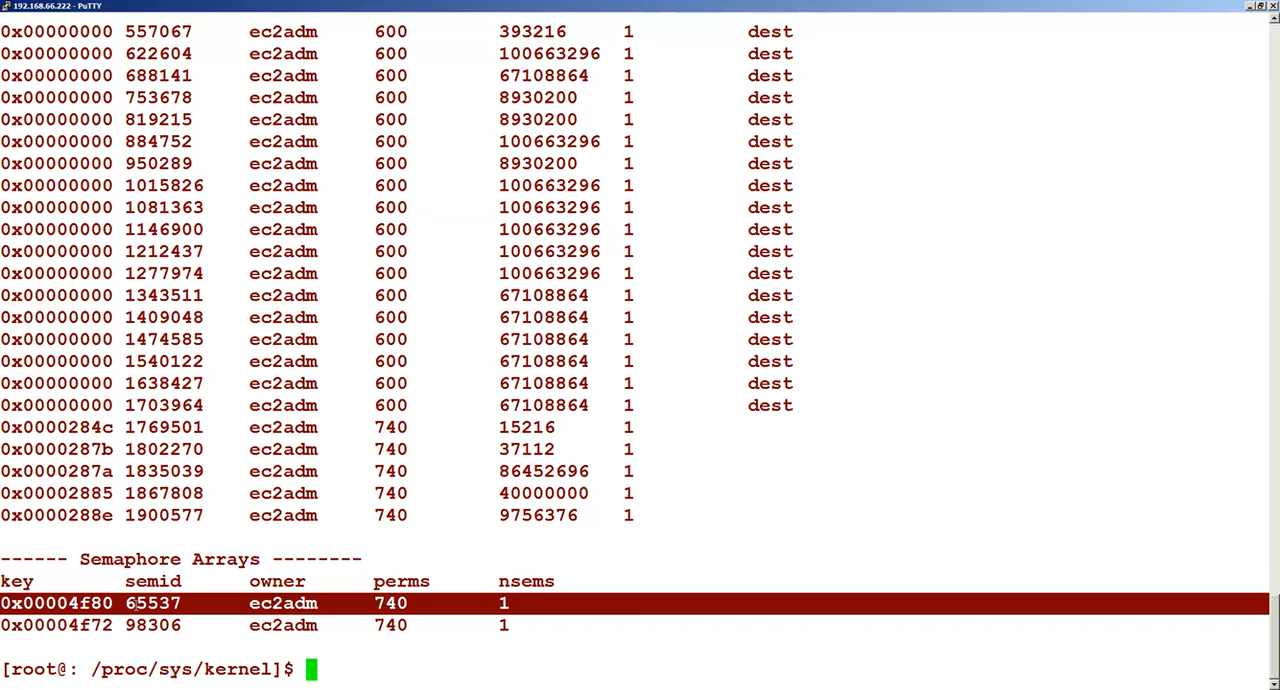 192.168.66.222 - PuTTY
0x00000000 557067 ec2adm 600 393216 1 dest
0x00000000 622604 ec2adm 600 100663296 1 dest
0x00000000 688141 ec2adm 600 67108864 1 dest
0x00000000 753678 ec2adm 600 8930200 1 dest
0x00000000 819215 ec2adm 600 8930200 1 dest
0x00000000 884752 ec2adm 600 100663296 1 dest
0x00000000 950289 ec2adm 600 8930200 1 dest
0x00000000 1015826 ec2adm 600 100663296 1 dest
0x00000000 1081363 ec2adm 600 100663296 1 dest
0x00000000 1146900 ec2adm 600 100663296 1 dest
0x00000000 1212437 ec2adm 600 100663296 1 dest
0x00000000 1277974 ec2adm 600 100663296 1 dest
0x00000000 1343511 ec2adm 600 67108864 1 dest
0x00000000 1409048 ec2adm 600 67108864 1 dest
0x00000000 1474585 ec2adm 600 67108864 1 dest
0x00000000 1540122 ec2adm 600 67108864 1 dest
0x00000000 1638427 ec2adm 600 67108864 1 dest
0x00000000 1703964 ec2adm 600 67108864 1 dest
0x0000284c 1769501 ec2adm 740 15216 1
0x0000287b 1802270 ec2adm 740 37112 1
0x0000287a 1835039 ec2adm 740 86452696 1
0x00002885 1867808 ec2adm 740 40000000 1
0x0000288e 1900577 ec2adm 740 9756376 1
------ Semaphore Arrays --------
key semid owner perms nsems
0x00004f80 65537 ec2adm 740 1
0x00004f72 98306 ec2adm 740 1
[root@: /proc/sys/kernel]$